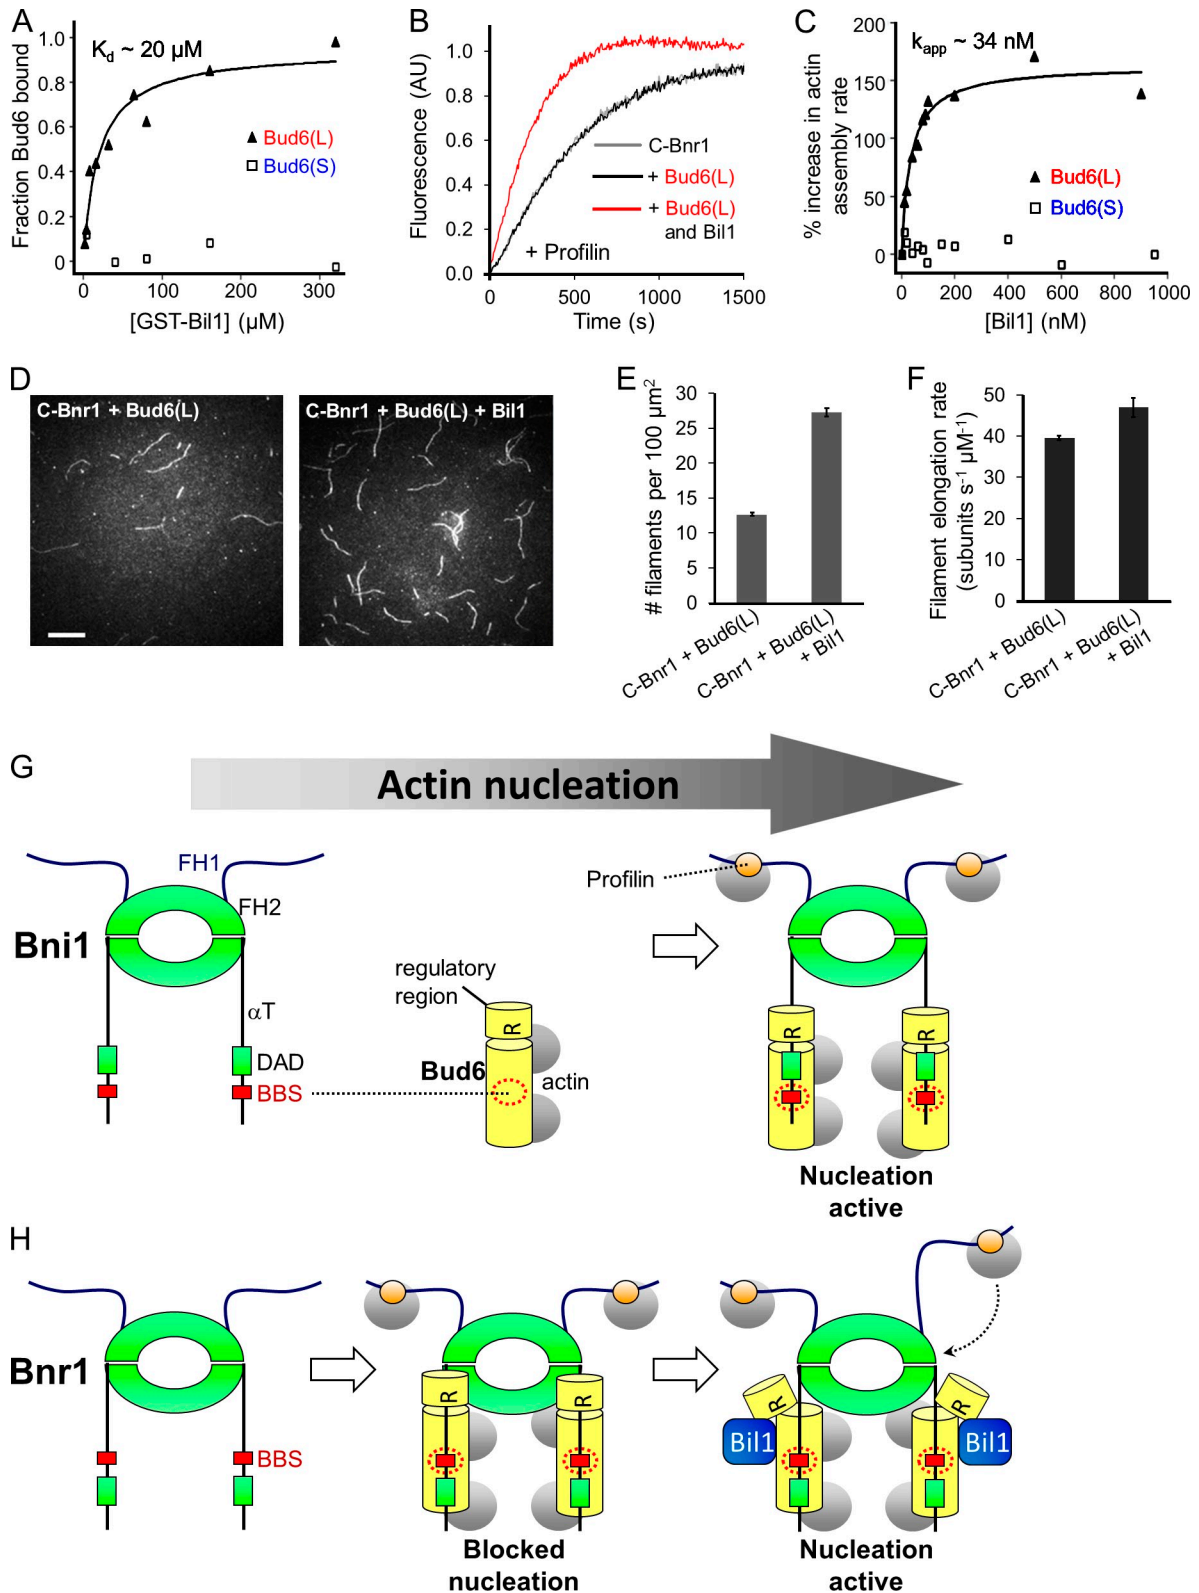 A
Kd ~ 20 µM
Fraction Bud6 bound
1.0
0.8
0.6
0.4
0.2
0
Bud6(L)
Bud6(S)
0
100
200
300
[GST-Bil1] (µM)
B
Fluorescence (AU)
1.0
0.8
0.6
0.4
0.2
0.0
C-Bnr1
+ Bud6(L)
+ Bud6(L)
and Bil1
+ Profilin
0
500
1000
1500
Time (s)
C
kapp ~ 34 nM
% increase in actin
assembly rate
200
150
100
50
0
Bud6(L)
Bud6(S)
0
200
400
600
800
1000
[Bil1] (nM)
D
C-Bnr1 + Bud6(L)
C-Bnr1 + Bud6(L) + Bil1
E
# filaments per 100 µm²
30
25
20
15
10
5
0
C-Bnr1 + Bud6(L)
C-Bnr1 + Bud6(L)
+ Bil1
F
Filament elongation rate
(subunits s⁻¹ µM⁻¹)
50
40
30
20
10
0
C-Bnr1 + Bud6(L)
C-Bnr1 + Bud6(L)
+ Bil1
G
Actin nucleation
FH1
FH2
Bni1
αT
DAD
BBS
regulatory
region
R
Bud6
actin
Profilin
R
R
Nucleation
active
H
Bnr1
BBS
R
R
Blocked
nucleation
R
R
Bil1
Bil1
Nucleation
active